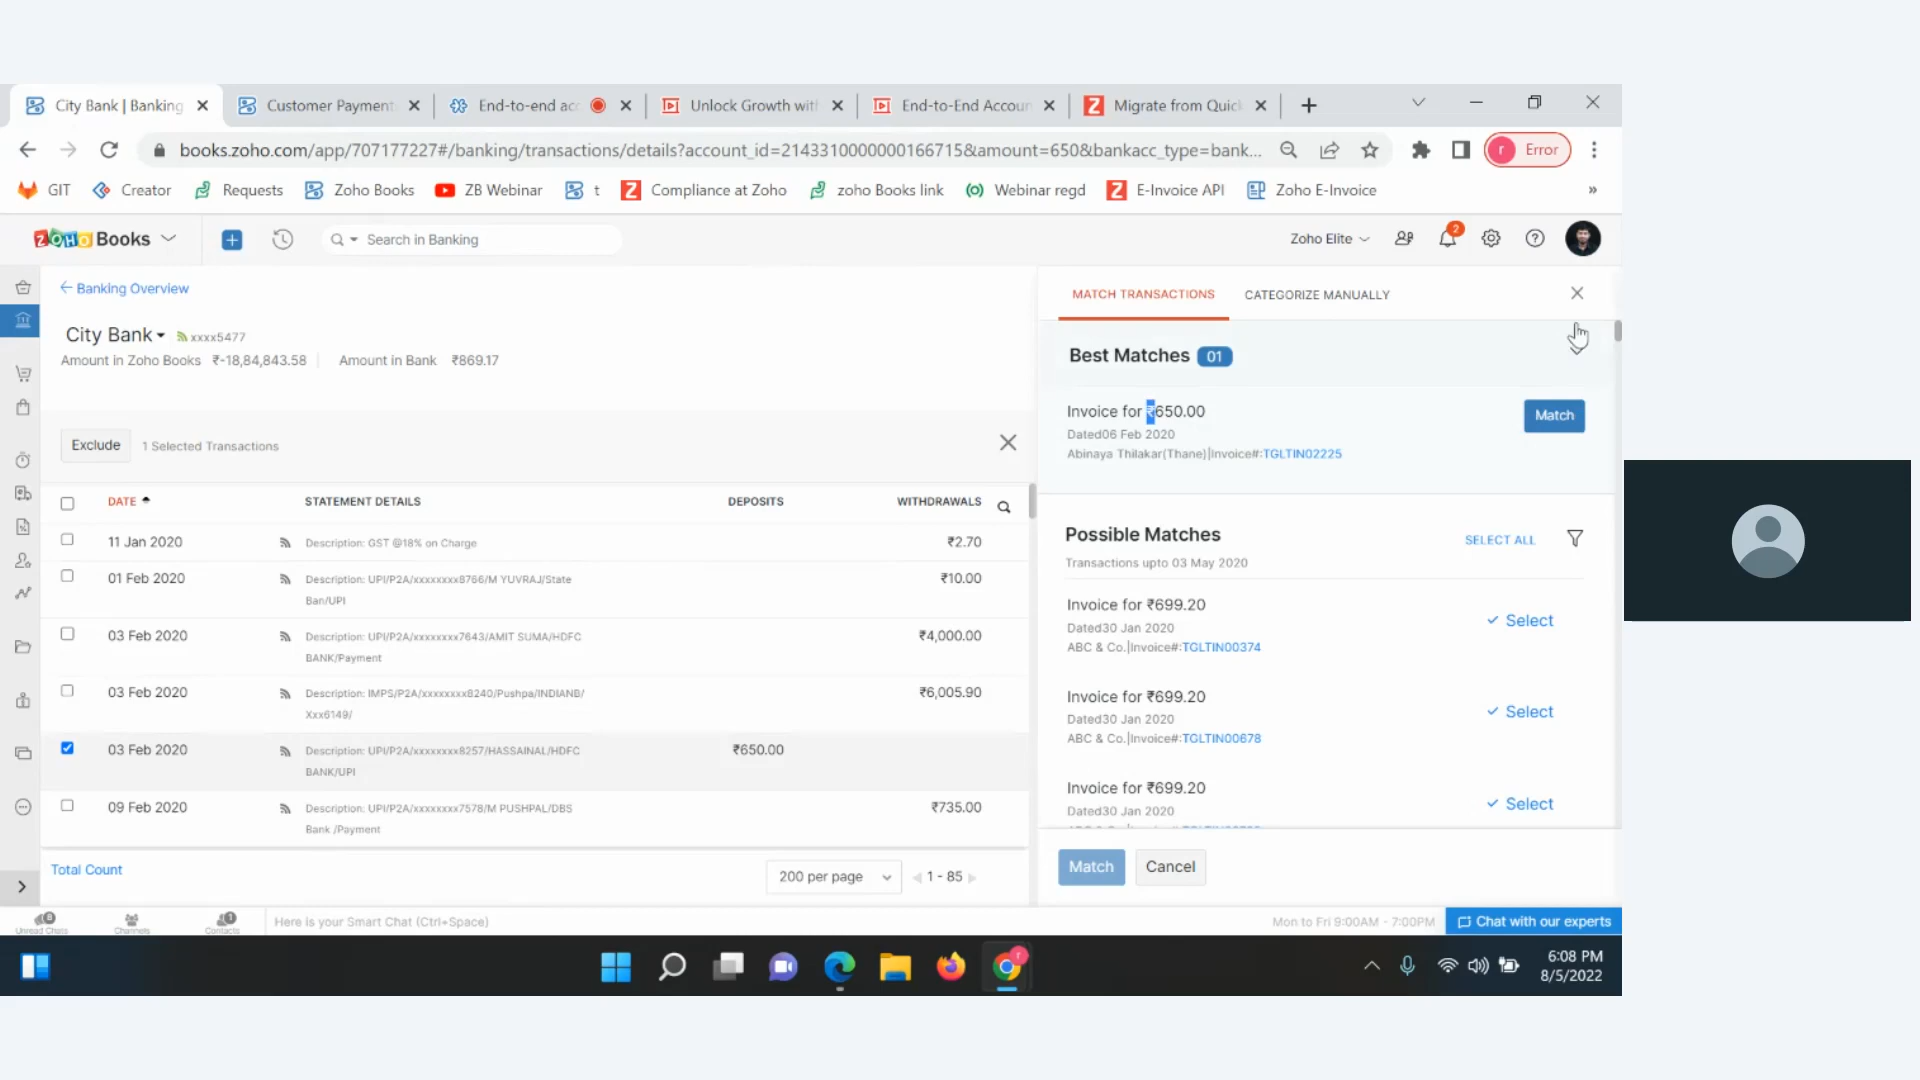 City Bank | Banking
Customer Payment
End-to-end acc
Unlock Growth with
End-to-End Accoun
Migrate from Quick
books.zoho.com/app/707177227#/banking/transactions/details?account_id=2143310000000166715&amount=650&bankacc_type=bank...
r Error
GIT
Creator
Requests
Zoho Books
ZB Webinar
t
Compliance at Zoho
zoho Books link
Webinar regd
E-Invoice API
Zoho E-Invoice
»
ZOHO Books
Search in Banking
Zoho Elite
2
Banking Overview
City Bank
xxxx5477
Amount in Zoho Books ₹-18,84,843.58
Amount in Bank ₹869.17
Exclude
1 Selected Transactions
DATE STATEMENT DETAILS DEPOSITS WITHDRAWALS
11 Jan 2020 Description: GST @18% on Charge ₹2.70
01 Feb 2020 Description: UPI/P2A/xxxxxxxx8766/M YUVRAJ/State ₹10.00
Ban/UPI
03 Feb 2020 Description: UPI/P2A/xxxxxxxx7643/AMIT SUMA/HDFC ₹4,000.00
BANK/Payment
03 Feb 2020 Description: IMPS/P2A/xxxxxxxx8240/Pushpa/INDIANB/ ₹6,005.90
Xxx6149/
03 Feb 2020 Description: UPI/P2A/xxxxxxxx8257/HASSAINAL/HDFC ₹650.00
BANK/UPI
09 Feb 2020 Description: UPI/P2A/xxxxxxxx7578/M PUSHPAL/DBS ₹735.00
Bank /Payment
Total Count
200 per page
1 - 85
MATCH TRANSACTIONS
CATEGORIZE MANUALLY
Best Matches 01
Invoice for ₹650.00
Dated06 Feb 2020
Abinaya Thilakar(Thane)|Invoice#:TGLTIN02225
Match
Possible Matches
SELECT ALL
Transactions upto 03 May 2020
Invoice for ₹699.20
Dated30 Jan 2020
ABC & Co.|Invoice#:TGLTIN00374
Select
Invoice for ₹699.20
Dated30 Jan 2020
ABC & Co.|Invoice#:TGLTIN00678
Select
Invoice for ₹699.20
Dated30 Jan 2020
Select
Match
Cancel
Unread Chats
Channels
Contacts
Here is your Smart Chat (Ctrl+Space)
Mon to Fri 9:00AM - 7:00PM
Chat with our experts
6:08 PM
8/5/2022